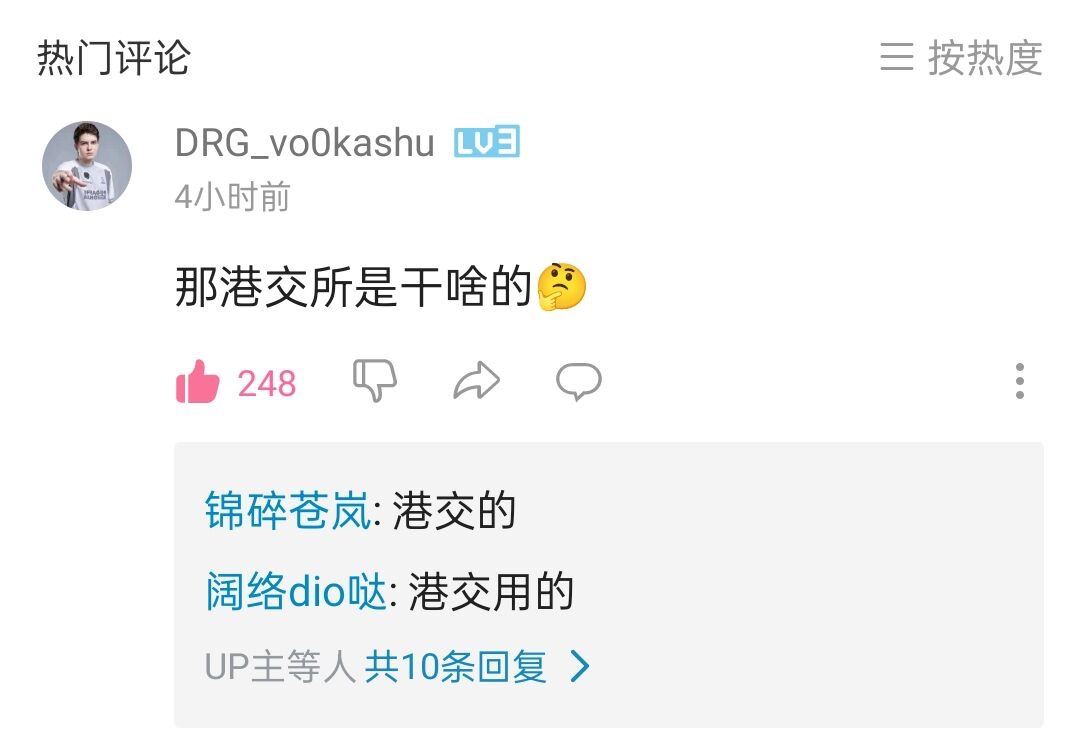 热门评论
按热度
DRG_vo0kashu LV3
4小时前
那港交所是干啥的🤔
248
锦碎苍岚: 港交的
阔络dio哒: 港交用的
UP主等人 共10条回复 >